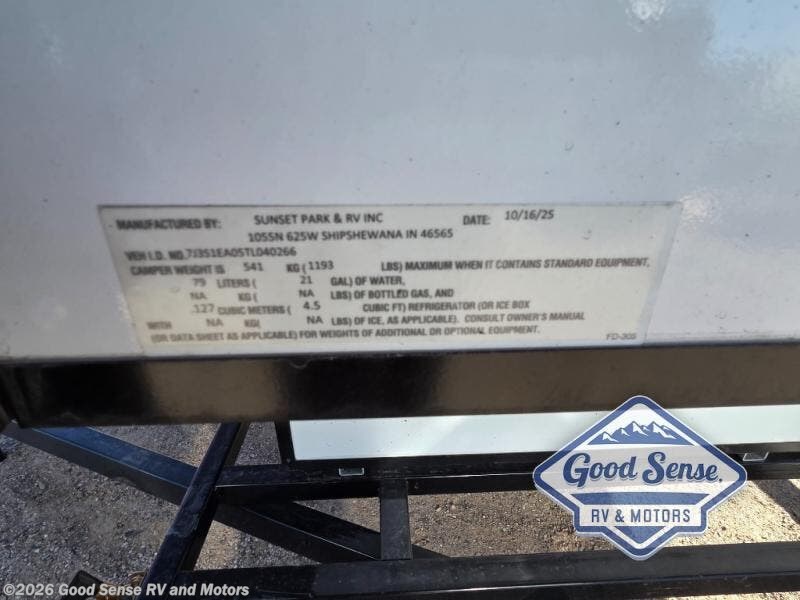 MANUFACTURED BY: SUNSET PARK & RV INC DATE: 10/16/25
1055N 625W SHIPSHEWANA IN 46565
VEH I.D. NO. 7J351EA05TL040266
CAMPER WEIGHT IS 541 KG (1193 LBS) MAXIMUM WHEN IT CONTAINS STANDARD EQUIPMENT,
79 LITERS ( 21 GAL) OF WATER,
NA KG( NA LBS) OF BOTTLED GAS, AND
.127 CUBIC METERS ( 4.5 CUBIC FT) REFRIGERATOR (OR ICE BOX
WITH NA KG( NA LBS) OF ICE, AS APPLICABLE). CONSULT OWNER'S MANUAL
(OR DATA SHEET AS APPLICABLE) FOR WEIGHTS OF ADDITIONAL OR OPTIONAL EQUIPMENT.
FD-305
Good Sense.
RV & MOTORS
©2026 Good Sense RV and Motors